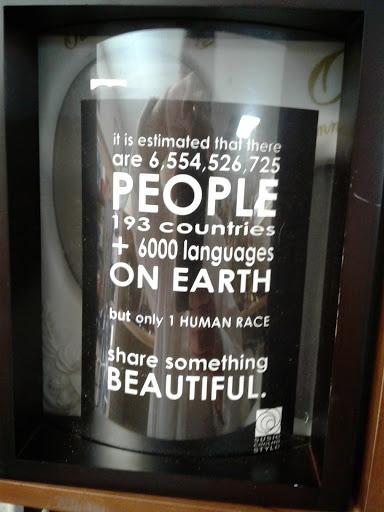 it is estimated that there
are 6,554,526,725
PEOPLE
193 countries
+ 6000 languages
ON EARTH
but only 1 HUMAN RACE
share something
BEAUTIFUL.